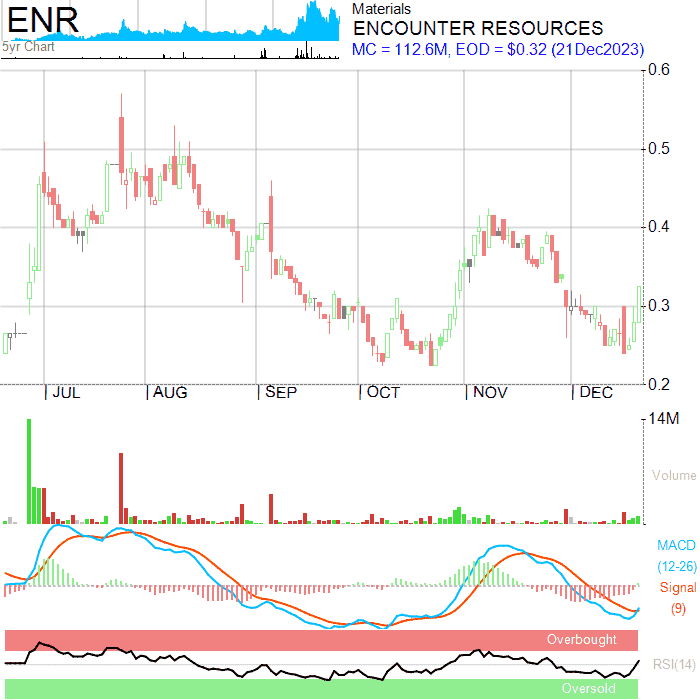 ENR
5yr Chart
Materials
ENCOUNTER RESOURCES
MC = 112.6M, EOD = $0.32 (21Dec2023)
0.6
0.5
0.4
0.3
0.2
JUL
AUG
SEP
OCT
NOV
DEC
14M
Volume
MACD
(12-26)
Signal
(9)
Overbought
RSI(14)
Oversold